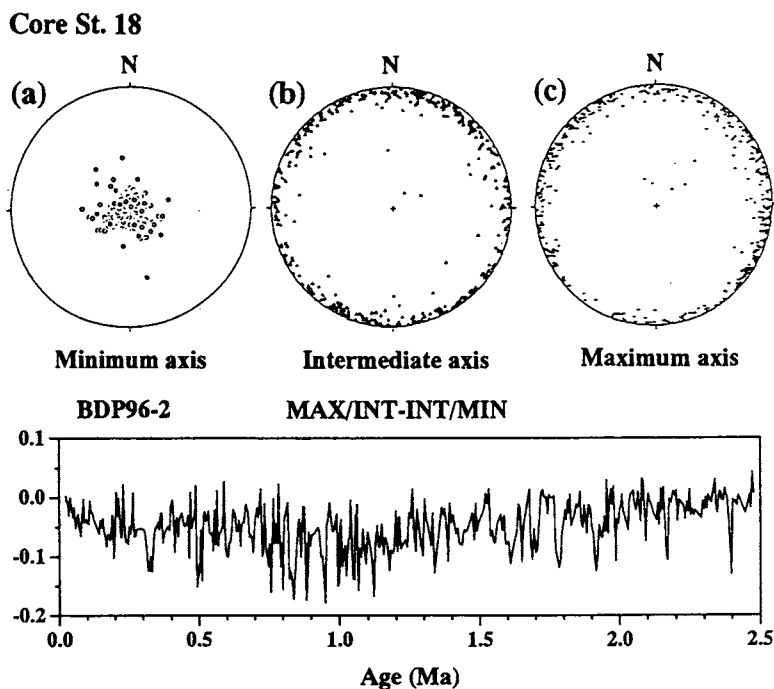 Core St. 18
N N N
(a) (b) (c)
Minimum axis Intermediate axis Maximum axis
BDP96-2 MAX/INT-INT/MIN
0.1
0.0
-0.1
-0.2
0.0 0.5 1.0 1.5 2.0 2.5
Age (Ma)